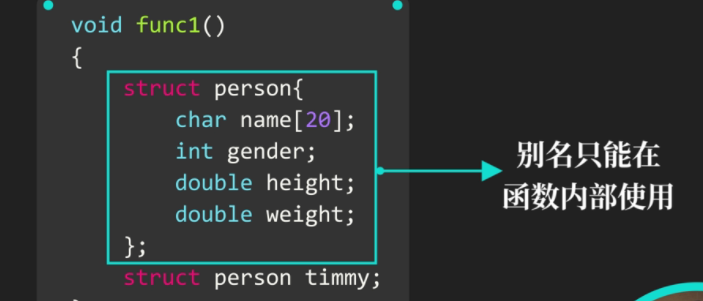 void func1()
{
struct person{
char name[20];
int gender;
double height;
double weight;
};
struct person timmy;
别名只能在
函数内部使用